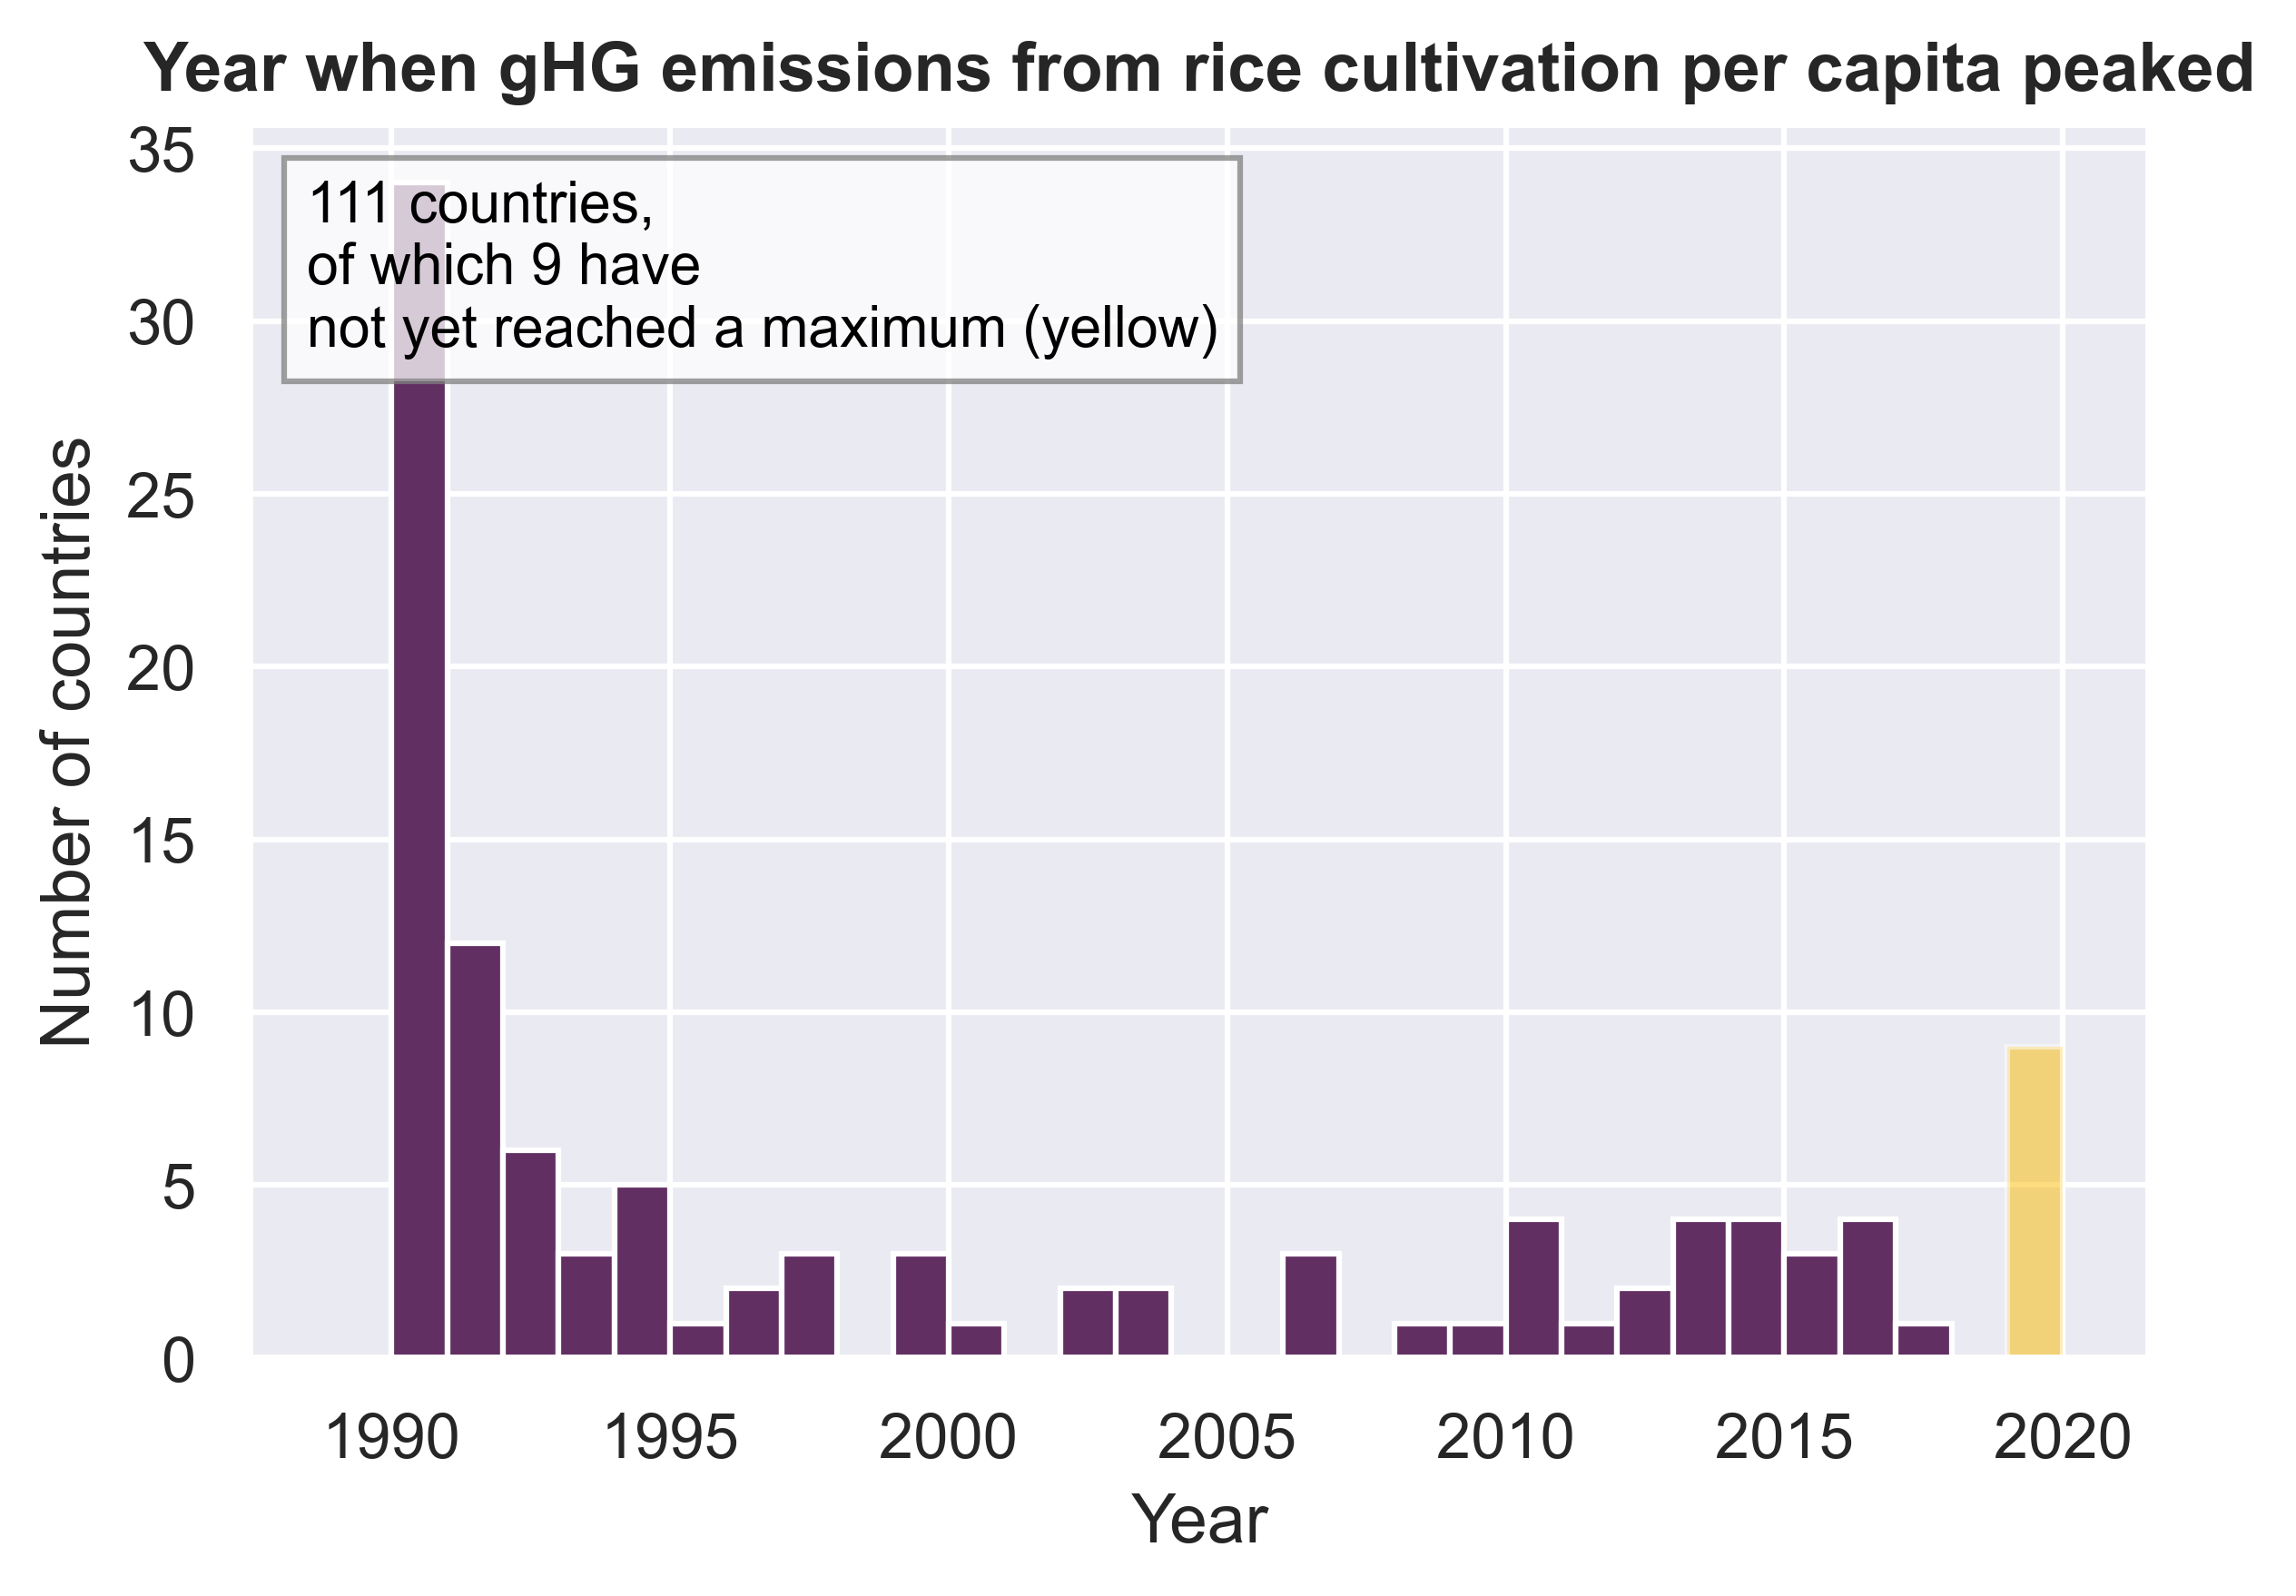 Year when gHG emissions from rice cultivation per capita peaked
35
30
25
20
15
10
5
0
Number of countries
111 countries,
of which 9 have
not yet reached a maximum (yellow)
1990 1995 2000 2005 2010 2015 2020
Year